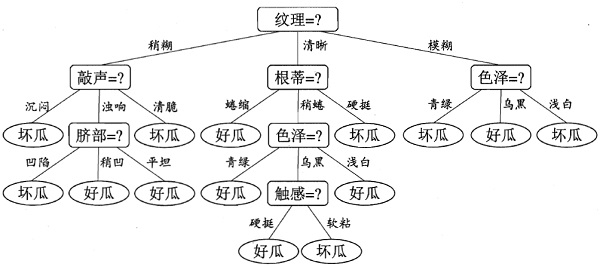 纹理=?
稍糊 清晰 模糊
敲声=? 根蒂=? 色泽=?
沉闷 浊响 清脆 蜷缩 稍蜷 硬挺 青绿 乌黑 浅白
坏瓜 脐部=? 坏瓜 好瓜 色泽=? 坏瓜 坏瓜 好瓜 坏瓜
凹陷 稍凹 平坦 青绿 乌黑 浅白
坏瓜 好瓜 好瓜 好瓜 触感=? 好瓜
硬挺 软粘
好瓜 坏瓜